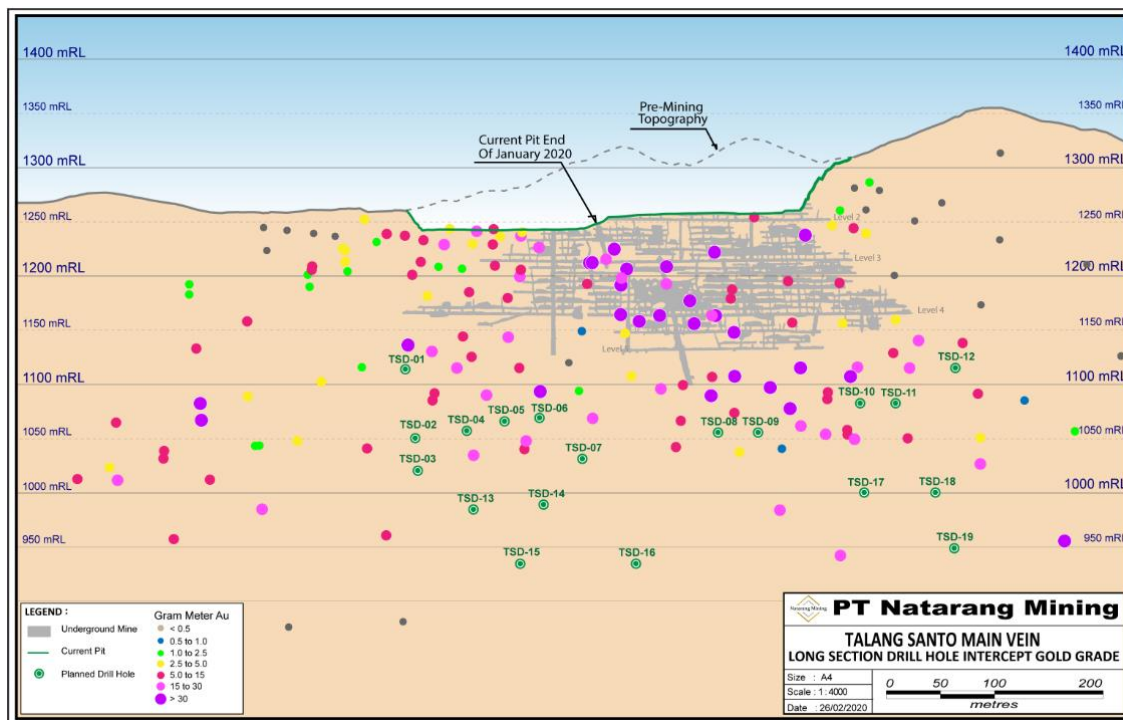 1400 mRL
1400 mRL
1350 mRL
1350 mRL
Pre-Mining
Topography
Current Pit End
Of January 2020
1300 mRL
1300 mRL
1250 mRL
1250 mRL
Level 2
Level 3
1200 mRL
1200 mRL
Level 4
1150 mRL
1150 mRL
Level
TSD-01
TSD-12
1100 mRL
1100 mRL
TSD-10
TSD-11
TSD-05
TSD-06
TSD-04
TSD-02
TSD-08
TSD-09
1050 mRL
1050 mRL
TSD-07
TSD-03
1000 mRL
1000 mRL
TSD-17
TSD-18
TSD-14
TSD-13
950 mRL
950 mRL
TSD-19
TSD-15
TSD-16
LEGEND :
Underground Mine
Current Pit
Planned Drill Hole
Gram Meter Au
< 0.5
0.5 to 1.0
1.0 to 2.5
2.5 to 5.0
5.0 to 15
15 to 30
> 30
Natarang Mining
PT Natarang Mining
TALANG SANTO MAIN VEIN
LONG SECTION DRILL HOLE INTERCEPT GOLD GRADE
Size : A4
Scale : 1:4000
Date : 26/02/2020
0 50 100 200
metres